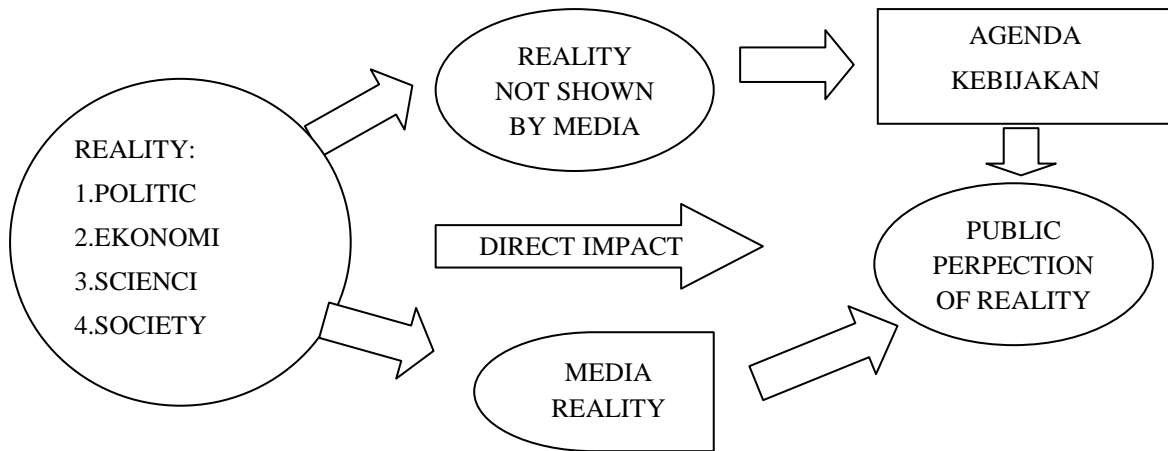 REALITY:
1.POLITIC
2.EKONOMI
3.SCIENCI
4.SOCIETY
REALITY
NOT SHOWN
BY MEDIA
DIRECT IMPACT
MEDIA
REALITY
AGENDA
KEBIJAKAN
PUBLIC
PERPECTION
OF REALITY